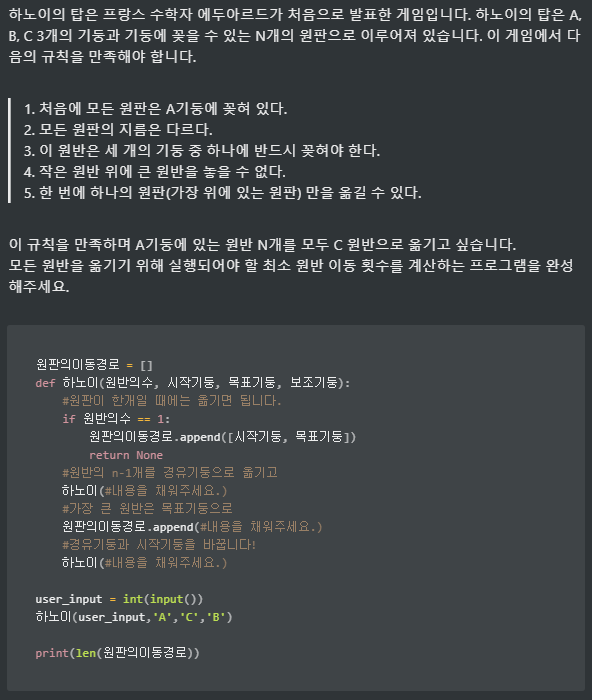 하노이의 탑은 프랑스 수학자 에두아르드가 처음으로 발표한 게임입니다. 하노이의 탑은 A,
B, C 3개의 기둥과 기둥에 꽂을 수 있는 N개의 원판으로 이루어져 있습니다. 이 게임에서 다
음의 규칙을 만족해야 합니다.
1. 처음에 모든 원판은 A기둥에 꽂혀 있다.
2. 모든 원판의 지름은 다르다.
3. 이 원반은 세 개의 기둥 중 하나에 반드시 꽂혀야 한다.
4. 작은 원반 위에 큰 원반을 놓을 수 없다.
5. 한 번에 하나의 원판(가장 위에 있는 원판) 만을 옮길 수 있다.
이 규칙을 만족하며 A기둥에 있는 원반 N개를 모두 C 원반으로 옮기고 싶습니다.
모든 원반을 옮기기 위해 실행되어야 할 최소 원반 이동 횟수를 계산하는 프로그램을 완성
해주세요.
원판의이동경로 = []
def 하노이(원반의수, 시작기둥, 목표기둥, 보조기둥):
    #원판이 한개일 때에는 옮기면 됩니다.
    if 원반의수 == 1:
        원판의이동경로.append([시작기둥, 목표기둥])
        return None
    #원반의 n-1개를 경유기둥으로 옮기고
    하노이(#내용을 채워주세요.)
    #가장 큰 원반은 목표기둥으로
    원판의이동경로.append(#내용을 채워주세요.)
    #경유기둥과 시작기둥을 바꿉니다!
    하노이(#내용을 채워주세요.)
user_input = int(input())
하노이(user_input,'A','C','B')
print(len(원판의이동경로))